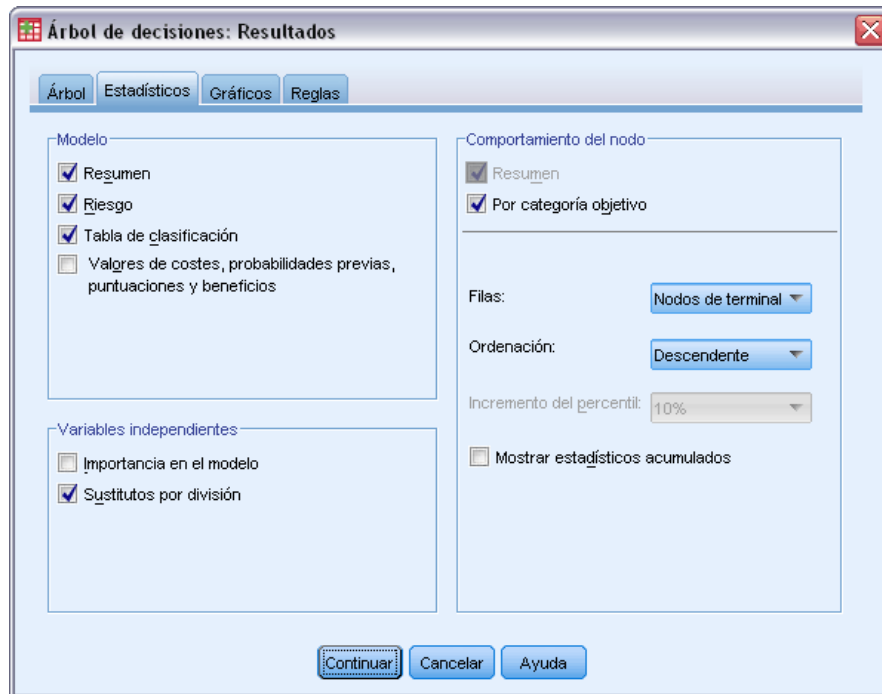 Árbol de decisiones: Resultados
Árbol
Estadísticos
Gráficos
Reglas
Modelo
Resumen
Riesgo
Tabla de clasificación
Valores de costes, probabilidades previas,
puntuaciones y beneficios
Variables independientes
Importancia en el modelo
Sustitutos por división
Comportamiento del nodo
Resumen
Por categoría objetivo
Filas:
Nodos de terminal
Ordenación:
Descendente
Incremento del percentil:
10%
Mostrar estadísticos acumulados
Continuar
Cancelar
Ayuda